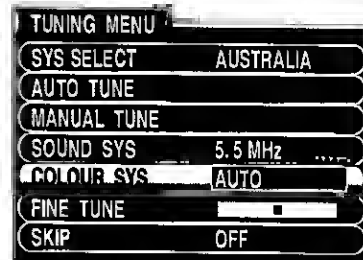 TUNING MENU
SYS SELECT AUSTRALIA
AUTO TUNE
MANUAL TUNE
SOUND SYS 5.5 MHz
COLOUR SYS AUTO
FINE TUNE
SKIP OFF